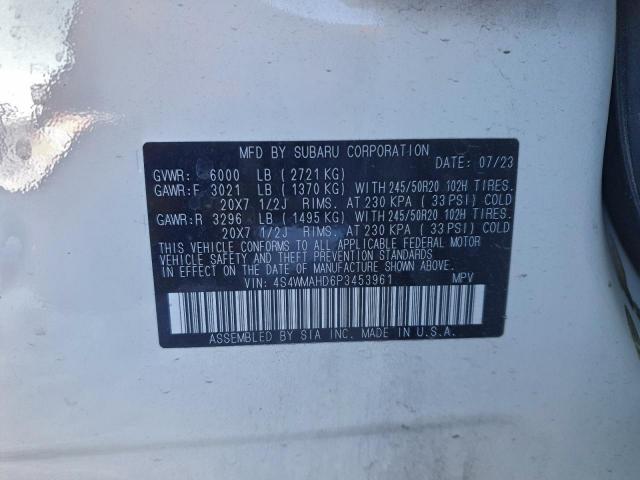 MFD BY SUBARU CORPORATION DATE: 07/23
GVWR: 6000 LB ( 2721 KG)
GAWR:F 3021 LB ( 1370 KG) WITH 245/50R20 102H TIRES.
20X7 1/2J RIMS. AT 230 KPA ( 33 PSI) COLD
GAWR:R 3296 LB ( 1495 KG) WITH 245/50R20 102H TIRES.
20X7 1/2J RIMS. AT 230 KPA ( 33 PSI) COLD
THIS VEHICLE CONFORMS TO ALL APPLICABLE FEDERAL MOTOR
VEHICLE SAFETY AND THEFT PREVENTION STANDARDS
IN EFFECT ON THE DATE OF MANUFACTURE SHOWN ABOVE.
VIN: 4S4WMAHD6P3453961 MPV
ASSEMBLED BY SIA INC. MADE IN U.S.A.